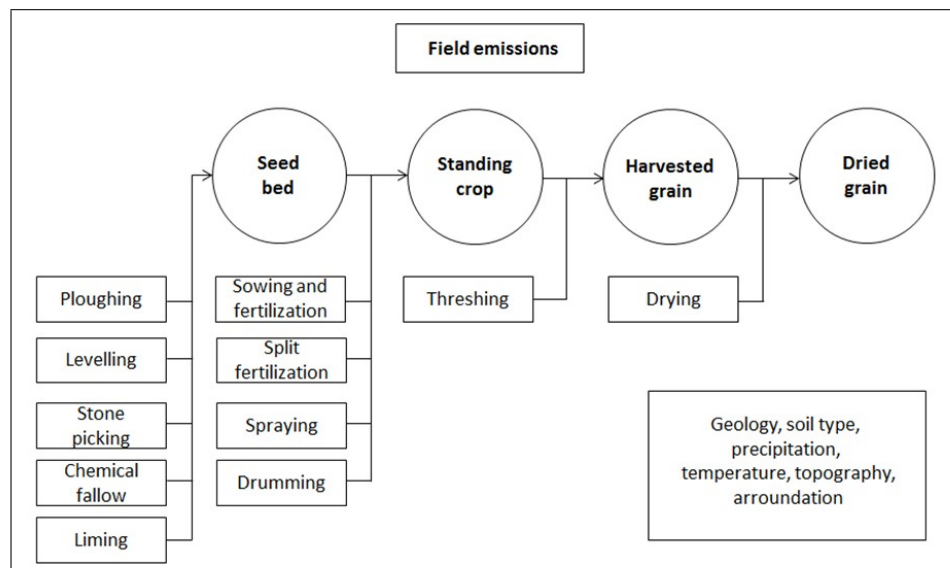 Field emissions
Seed
bed
Standing
crop
Harvested
grain
Dried
grain
Ploughing
Levelling
Stone
picking
Chemical
fallow
Liming
Sowing and
fertilization
Split
fertilization
Spraying
Drumming
Threshing
Drying
Geology, soil type,
precipitation,
temperature, topography,
arroundation